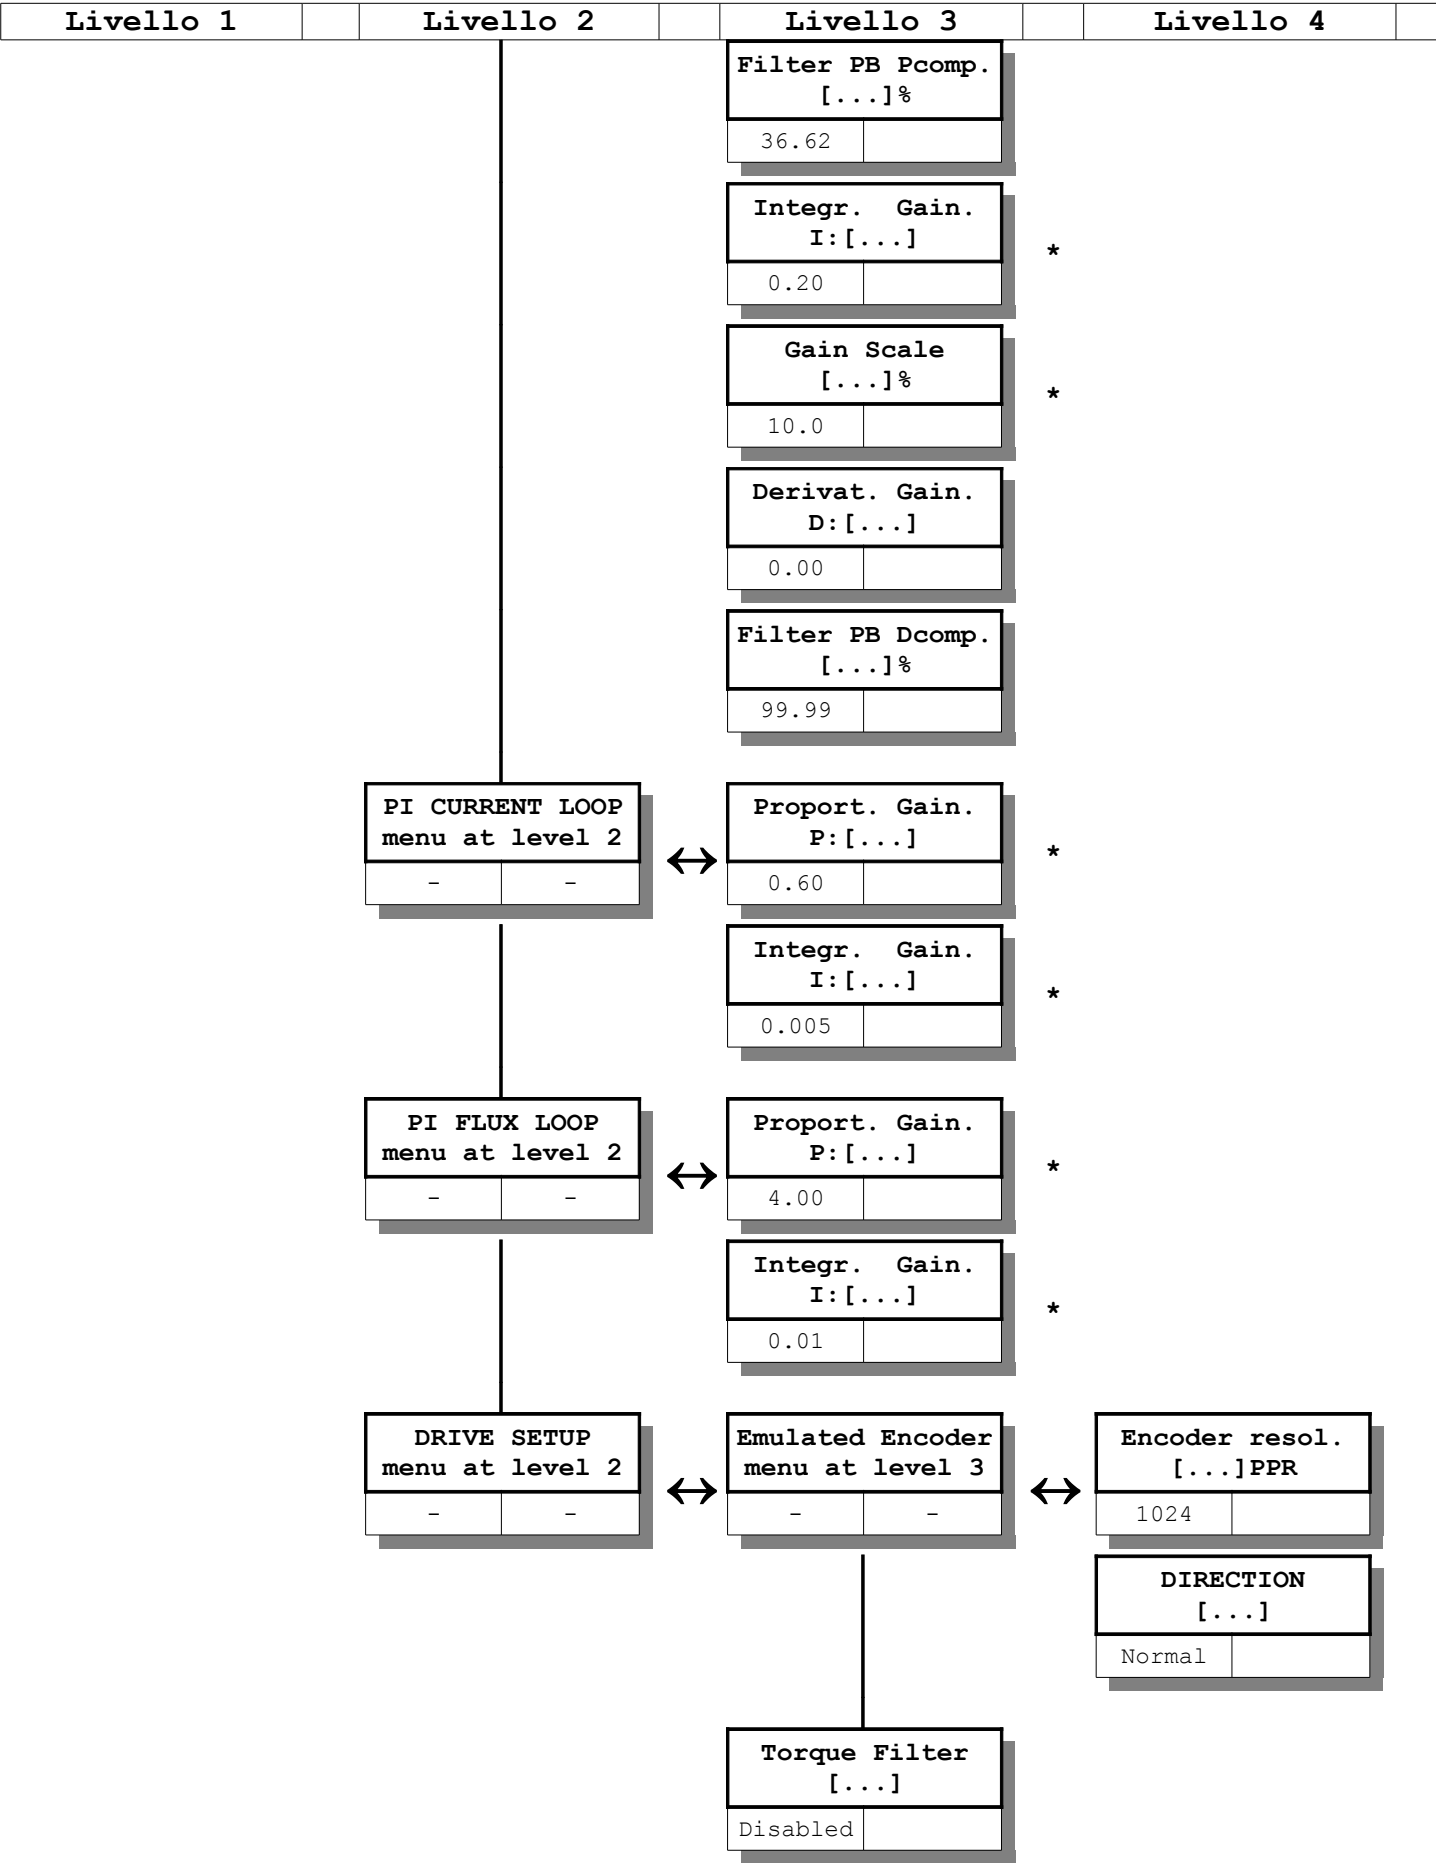 Livello 1 Livello 2 Livello 3 Livello 4
Filter PB Pcomp.
[...]%
36.62
Integr. Gain.
I:[...]
*
0.20
Gain Scale
[...]%
*
10.0
Derivat. Gain.
D:[...]
0.00
Filter PB Dcomp.
[...]%
99.99
PI CURRENT LOOP
menu at level 2
- -
↔
Proport. Gain.
P:[...]
*
0.60
Integr. Gain.
I:[...]
*
0.005
PI FLUX LOOP
menu at level 2
- -
↔
Proport. Gain.
P:[...]
*
4.00
Integr. Gain.
I:[...]
*
0.01
DRIVE SETUP
menu at level 2
- -
↔
Emulated Encoder
menu at level 3
- -
↔
Encoder resol.
[...]PPR
1024
DIRECTION
[...]
Normal
Torque Filter
[...]
Disabled